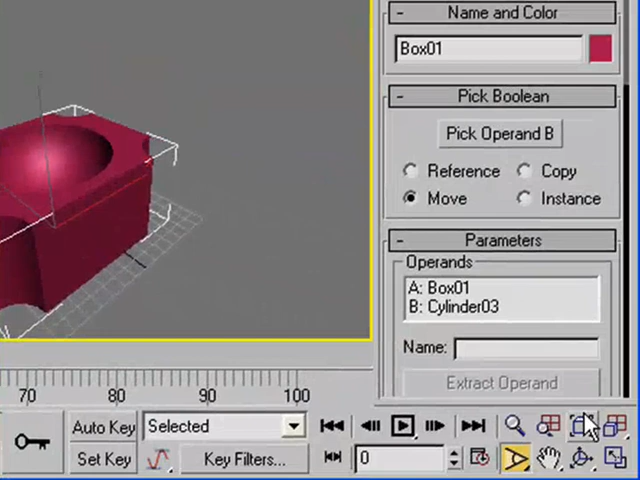 - Name and Color
Box01
- Pick Boolean
Pick Operand B
Reference Copy
Move Instance
- Parameters
Operands
A: Box01
B: Cylinder03
Name:
Extract Operand
70 80 90 100
Auto Key Selected
Set Key Key Filters... 0